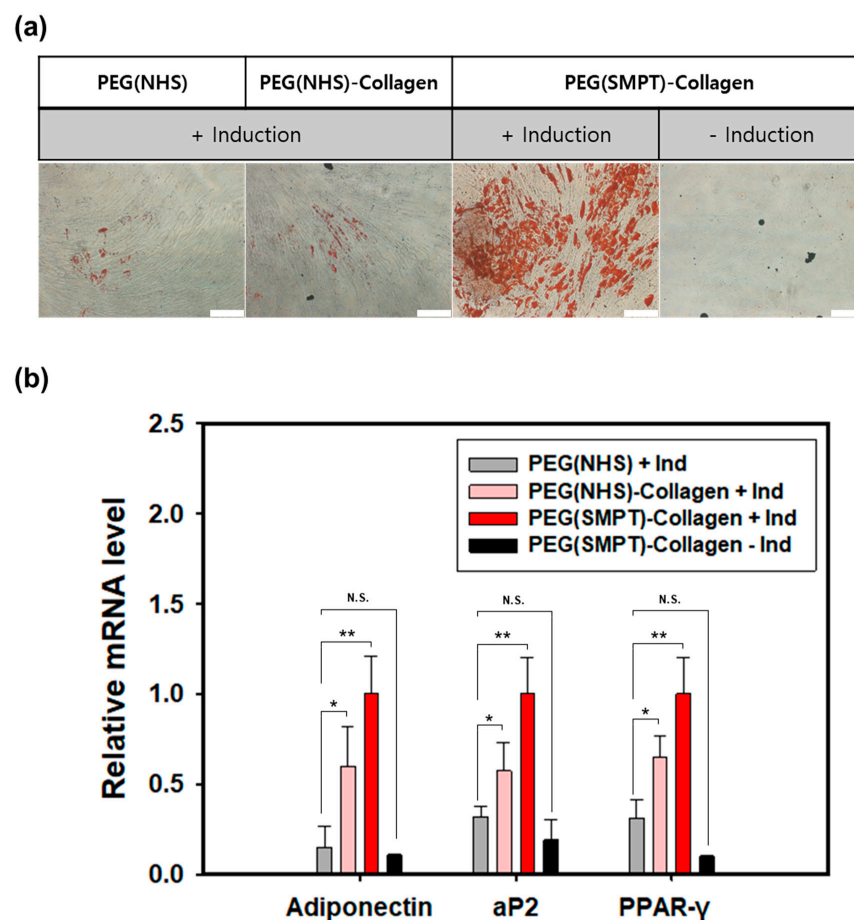 (a)
PEG(NHS) PEG(NHS)-Collagen PEG(SMPT)-Collagen
+ Induction + Induction - Induction
(b)
2.5
2.0
1.5
1.0
0.5
0.0
Relative mRNA level
PEG(NHS) + Ind
PEG(NHS)-Collagen + Ind
PEG(SMPT)-Collagen + Ind
PEG(SMPT)-Collagen - Ind
N.S. N.S. N.S.
** ** **
* * *
Adiponectin aP2 PPAR-γ